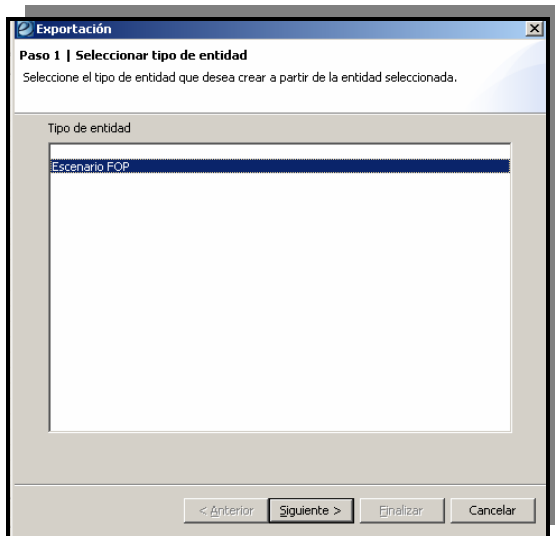 Exportación
Paso 1 | Seleccionar tipo de entidad
Seleccione el tipo de entidad que desea crear a partir de la entidad seleccionada.
Tipo de entidad
Escenario FOP
< Anterior Siguiente > Finalizar Cancelar